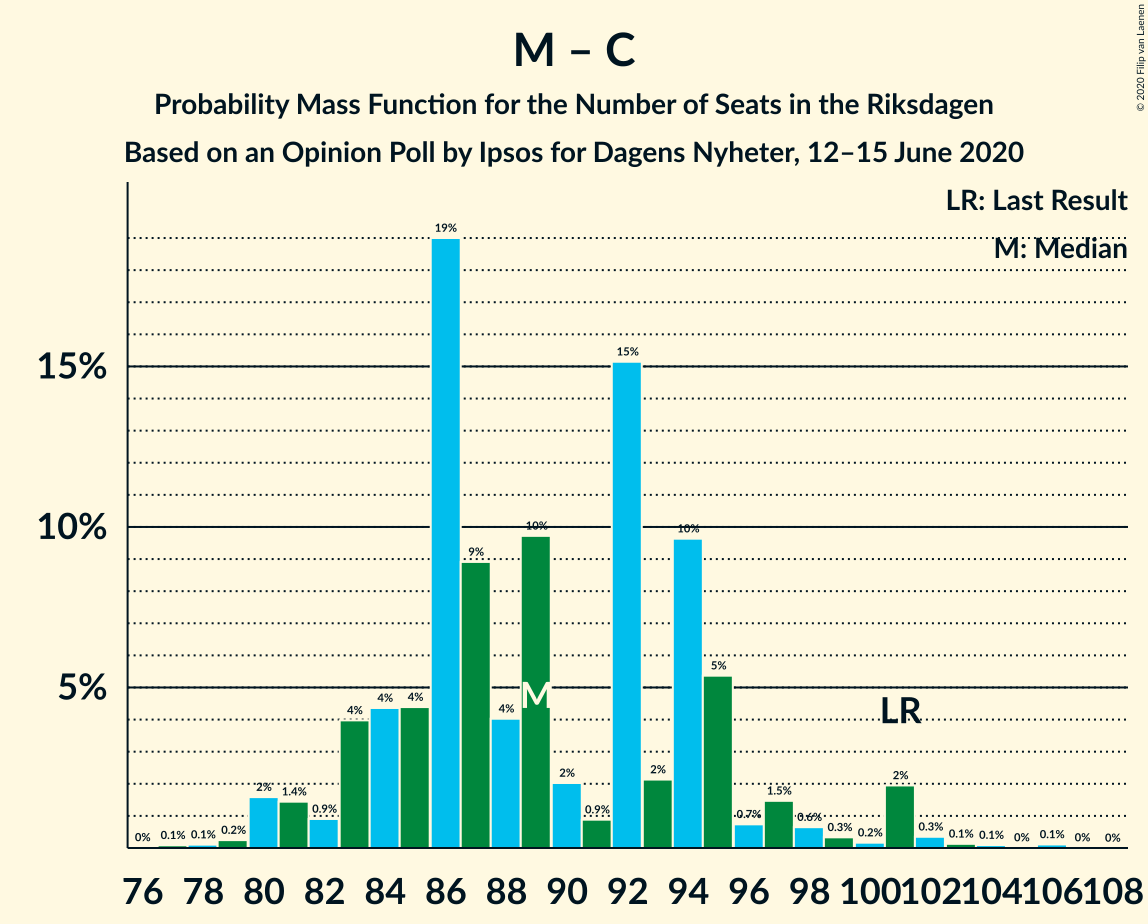 M – C
Probability Mass Function for the Number of Seats in the Riksdagen
Based on an Opinion Poll by Ipsos for Dagens Nyheter, 12–15 June 2020
© 2020 Filip van Laenen
LR: Last Result
M: Median
15%
10%
5%
0% 0.1% 0.1% 0.2% 2% 1.4% 0.9% 4% 4% 4% 19% 9% 4% 10% 2% 0.9% 15% 2% 10% 5% 0.7% 1.5% 0.6% 0.3% 0.2% 2% 0.3% 0.1% 0.1% 0% 0.1% 0% 0%
M
LR
76 78 80 82 84 86 88 90 92 94 96 98 100 102 104 106 108